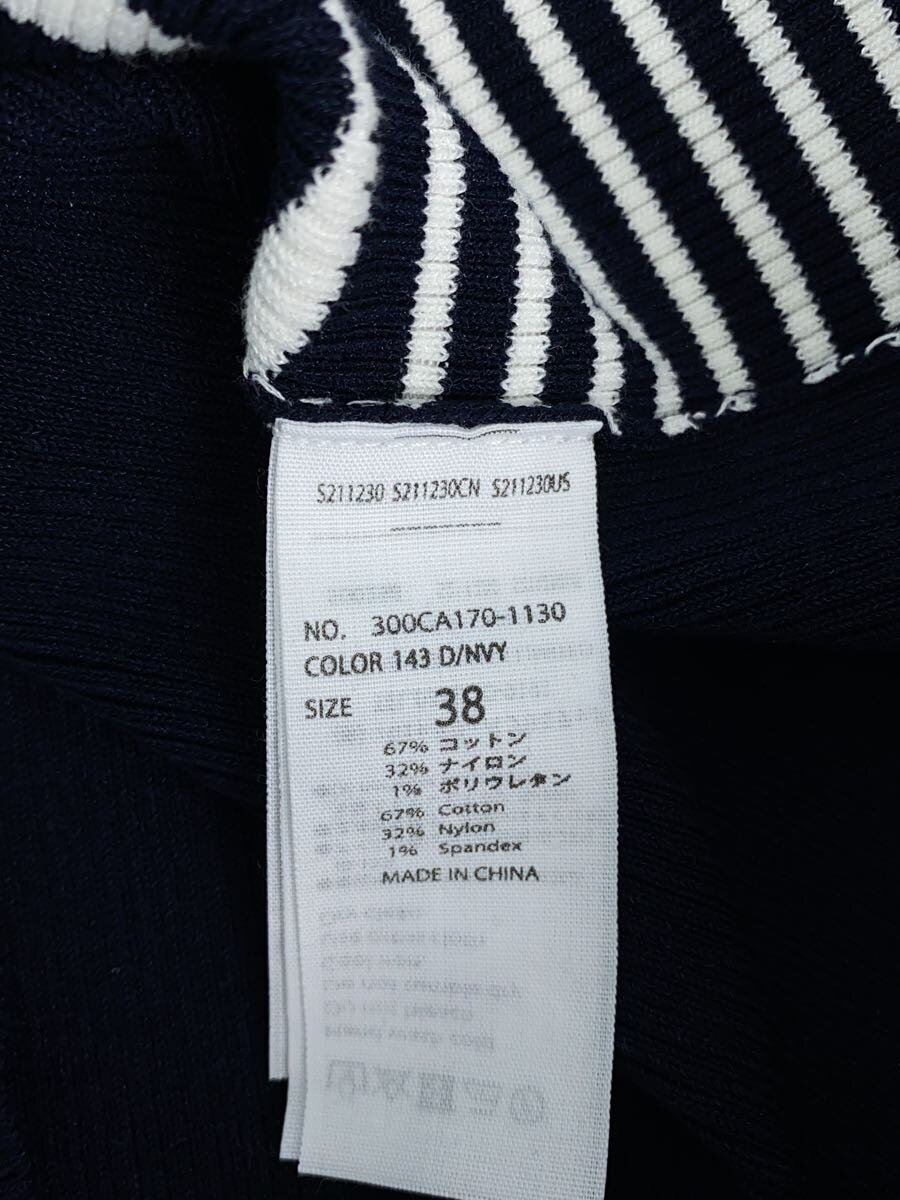 S211230 S211230CN S211230US
NO. 300CA170-1130
COLOR 143 D/NVY
SIZE 38
67% コットン
32% ナイロン
1% ポリウレタン
67% Cotton
32% Nylon
1% Spandex
MADE IN CHINA